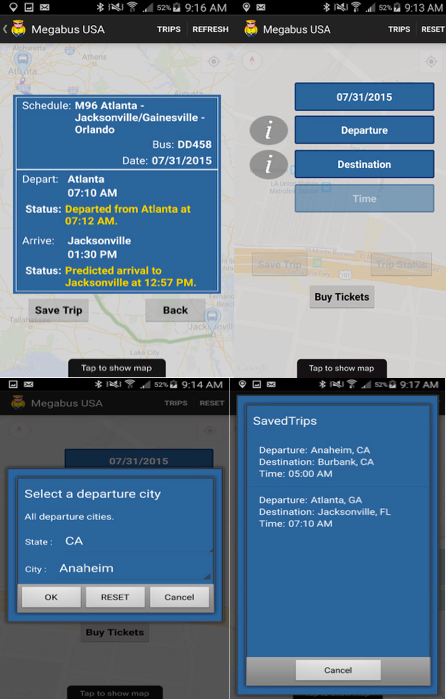 52% 9:16 AM
Megabus USA TRIPS REFRESH
Atlanta
Athens
Schedule: M96 Atlanta -
Jacksonville/Gainesville -
Orlando
Bus: DD458
Date: 07/31/2015
Depart: Atlanta
07:10 AM
Status: Departed from Atlanta at
07:12 AM.
Arrive: Jacksonville
01:30 PM
Status: Predicted arrival to
Jacksonville at 12:57 PM.
Save Trip Back
Tallahassee
Lake City
Tap to show map
52% 9:13 AM
Megabus USA TRIPS RESET
07/31/2015
i Departure
i Destination
Time
Save Trip Trip Status
Buy Tickets
Tap to show map
52% 9:14 AM
Megabus USA TRIPS RESET
07/31/2015
Select a departure city
All departure cities.
State : CA
City : Anaheim
OK RESET Cancel
Buy Tickets
Tap to show map
52% 9:17 AM
SavedTrips
Departure: Anaheim, CA
Destination: Burbank, CA
Time: 05:00 AM
Departure: Atlanta, GA
Destination: Jacksonville, FL
Time: 07:10 AM
Cancel